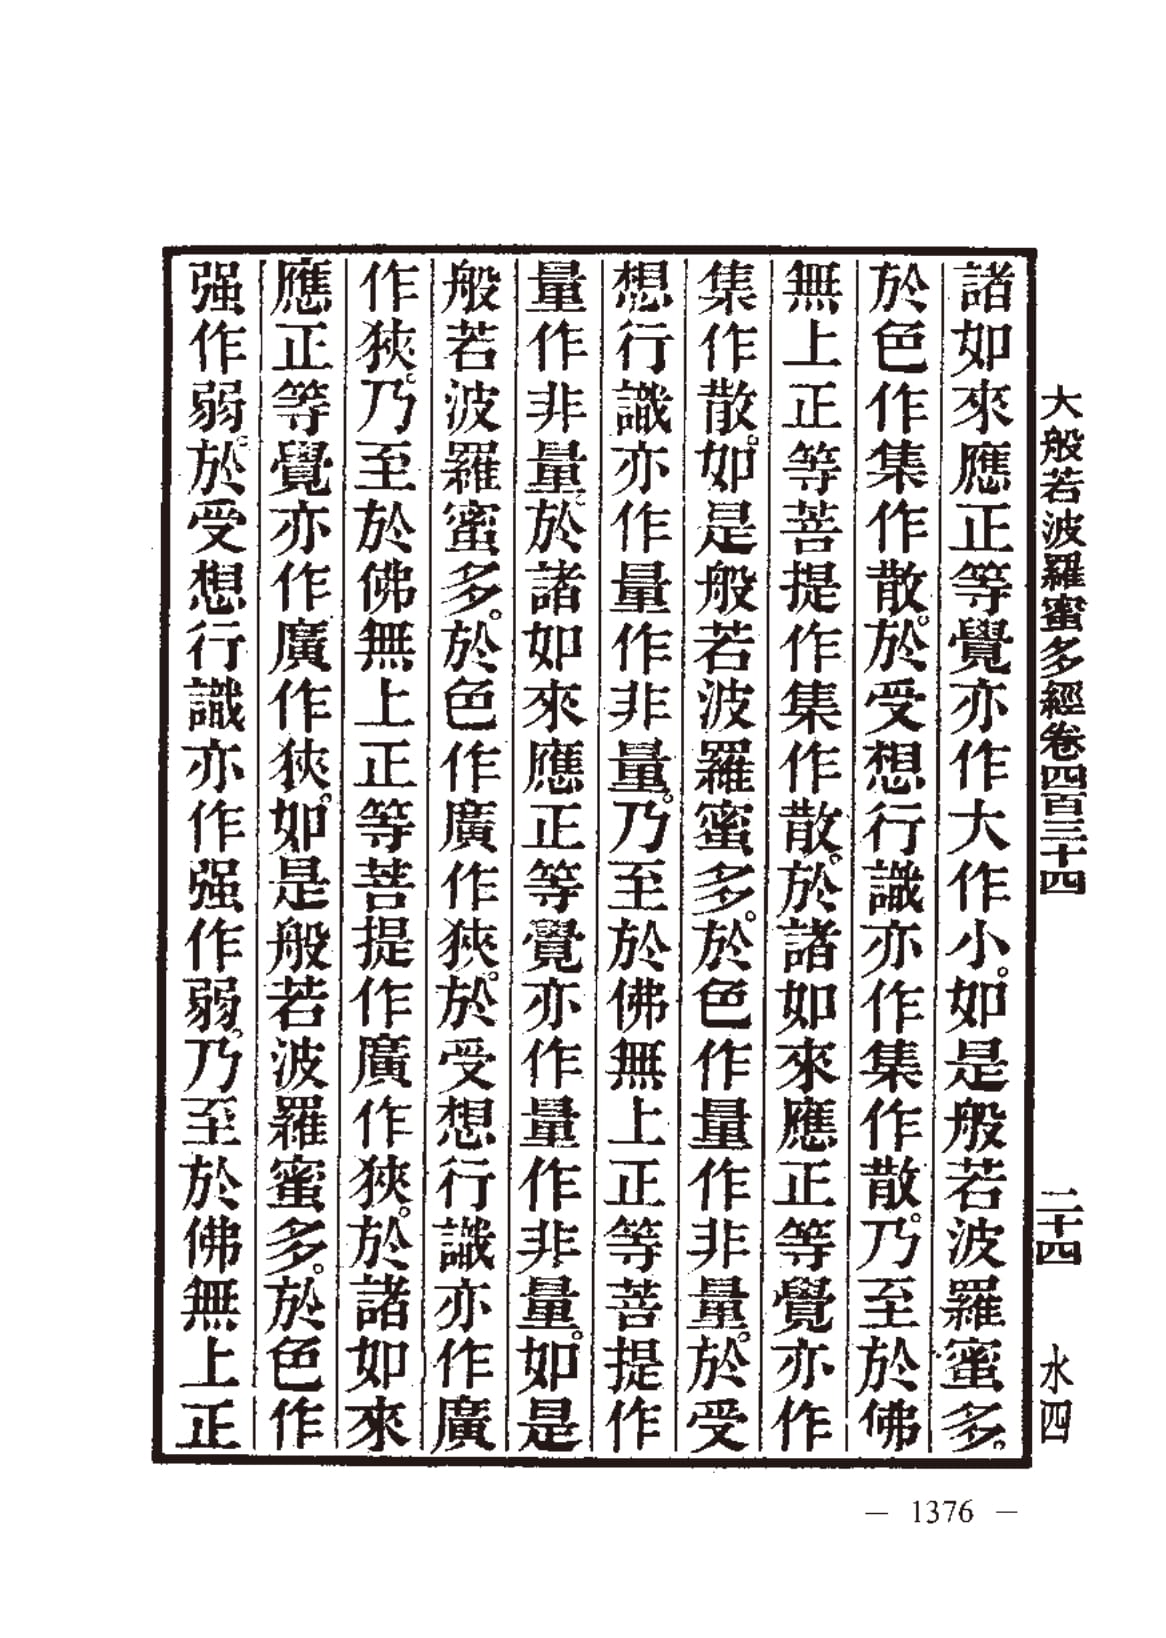 大般若波羅蜜多經卷四百三十四　二十四　水四
諸如來應正等覺亦作大作小。如是般若波羅蜜多。
於色作集作散。於受想行識亦作集作散。乃至於佛
無上正等菩提作集作散。於諸如來應正等覺亦作
集作散。如是般若波羅蜜多。於色作量作非量。於受
想行識亦作量作非量。乃至於佛無上正等菩提作
量作非量。於諸如來應正等覺亦作量作非量。如是
般若波羅蜜多。於色作廣作狹。於受想行識亦作廣
作狹。乃至於佛無上正等菩提作廣作狹。於諸如來
應正等覺亦作廣作狹。如是般若波羅蜜多。於色作
强作弱。於受想行識亦作强作弱。乃至於佛無上正
— 1376 —